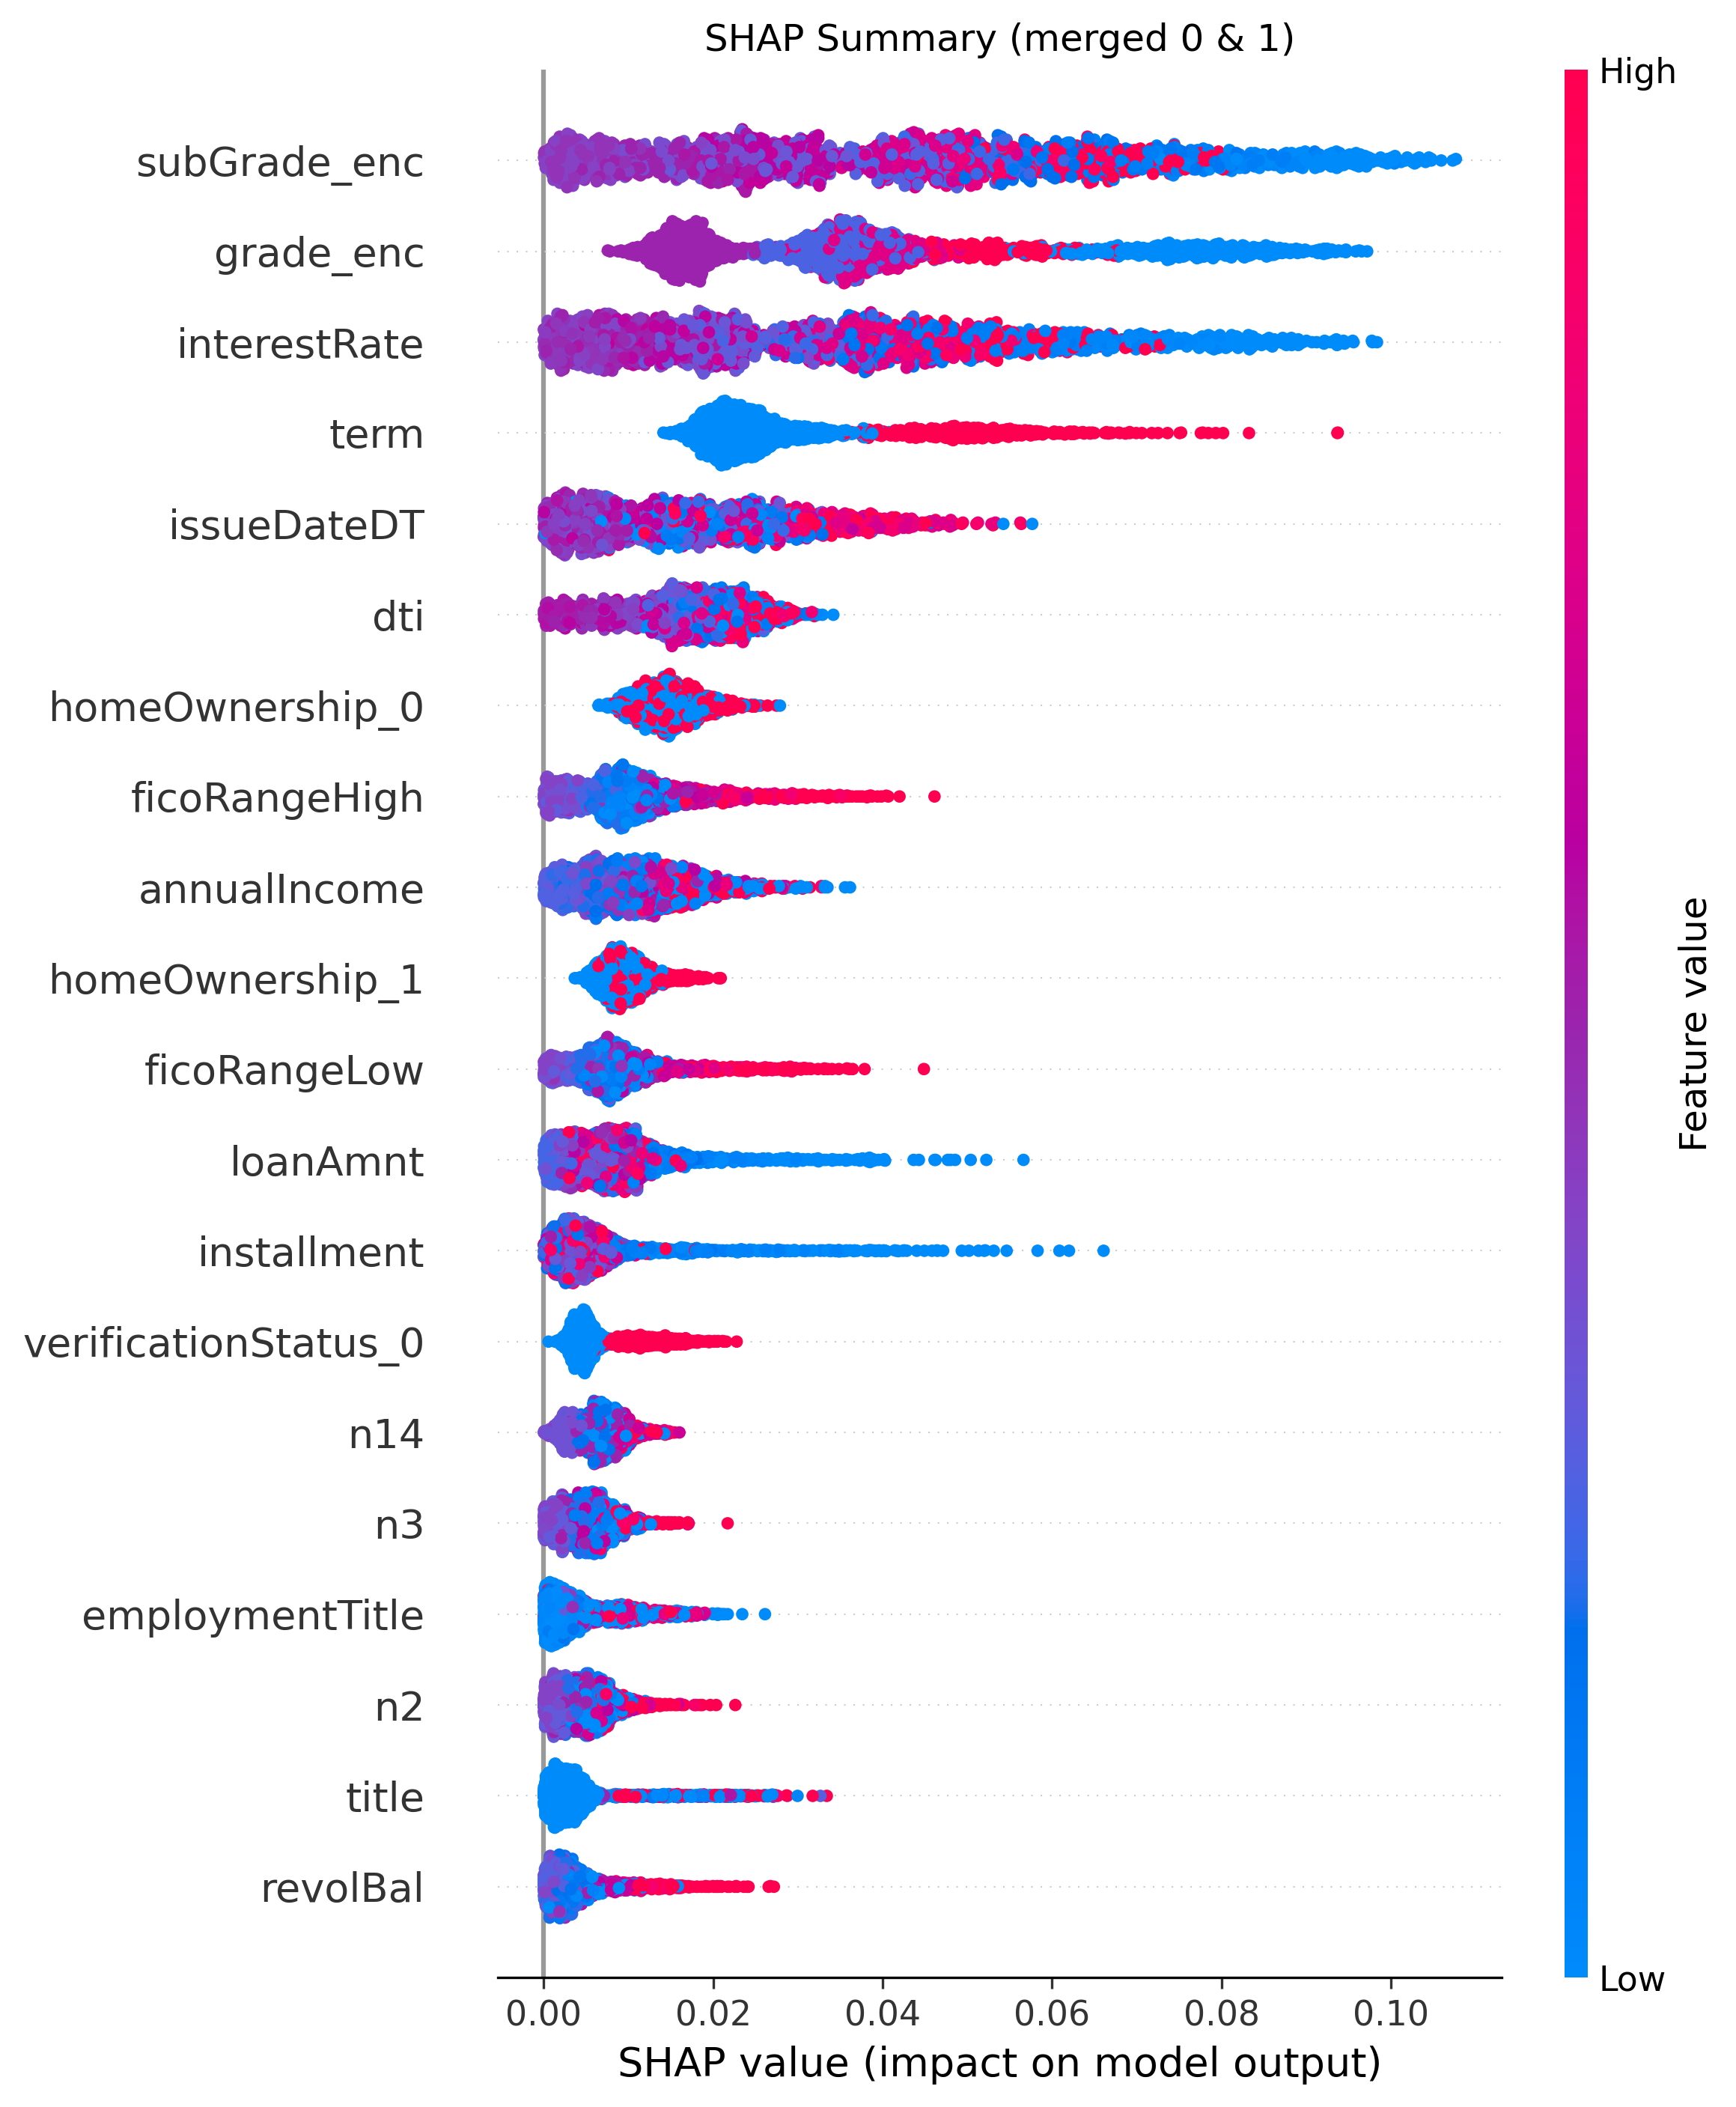 SHAP Summary (merged 0 & 1)
High
subGrade_enc
grade_enc
interestRate
term
issueDateDT
dti
homeOwnership_0
ficoRangeHigh
annualIncome
homeOwnership_1
ficoRangeLow
loanAmnt
installment
verificationStatus_0
n14
n3
employmentTitle
n2
title
revolBal
Feature value
Low
0.00 0.02 0.04 0.06 0.08 0.10
SHAP value (impact on model output)